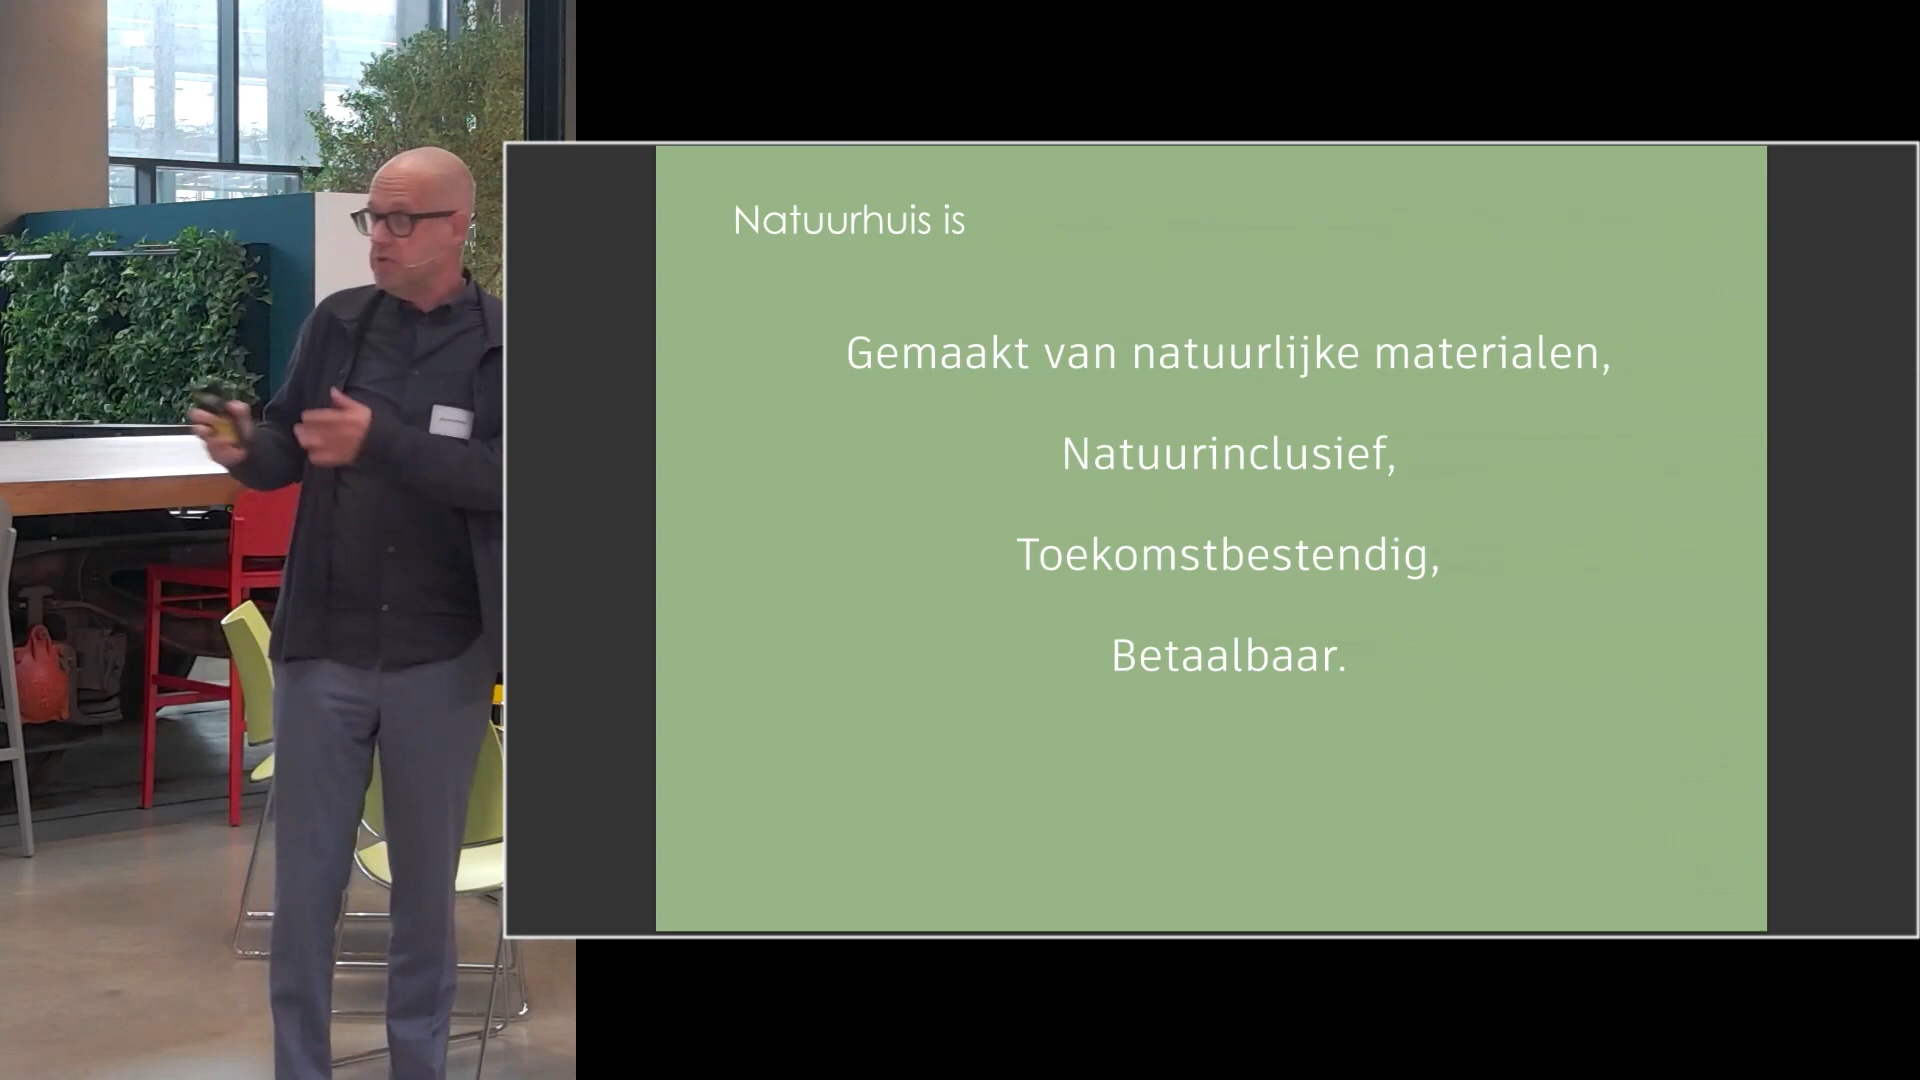 Natuurhuis is
Gemaakt van natuurlijke materialen,
Natuurinclusief,
Toekomstbestendig,
Betaalbaar.